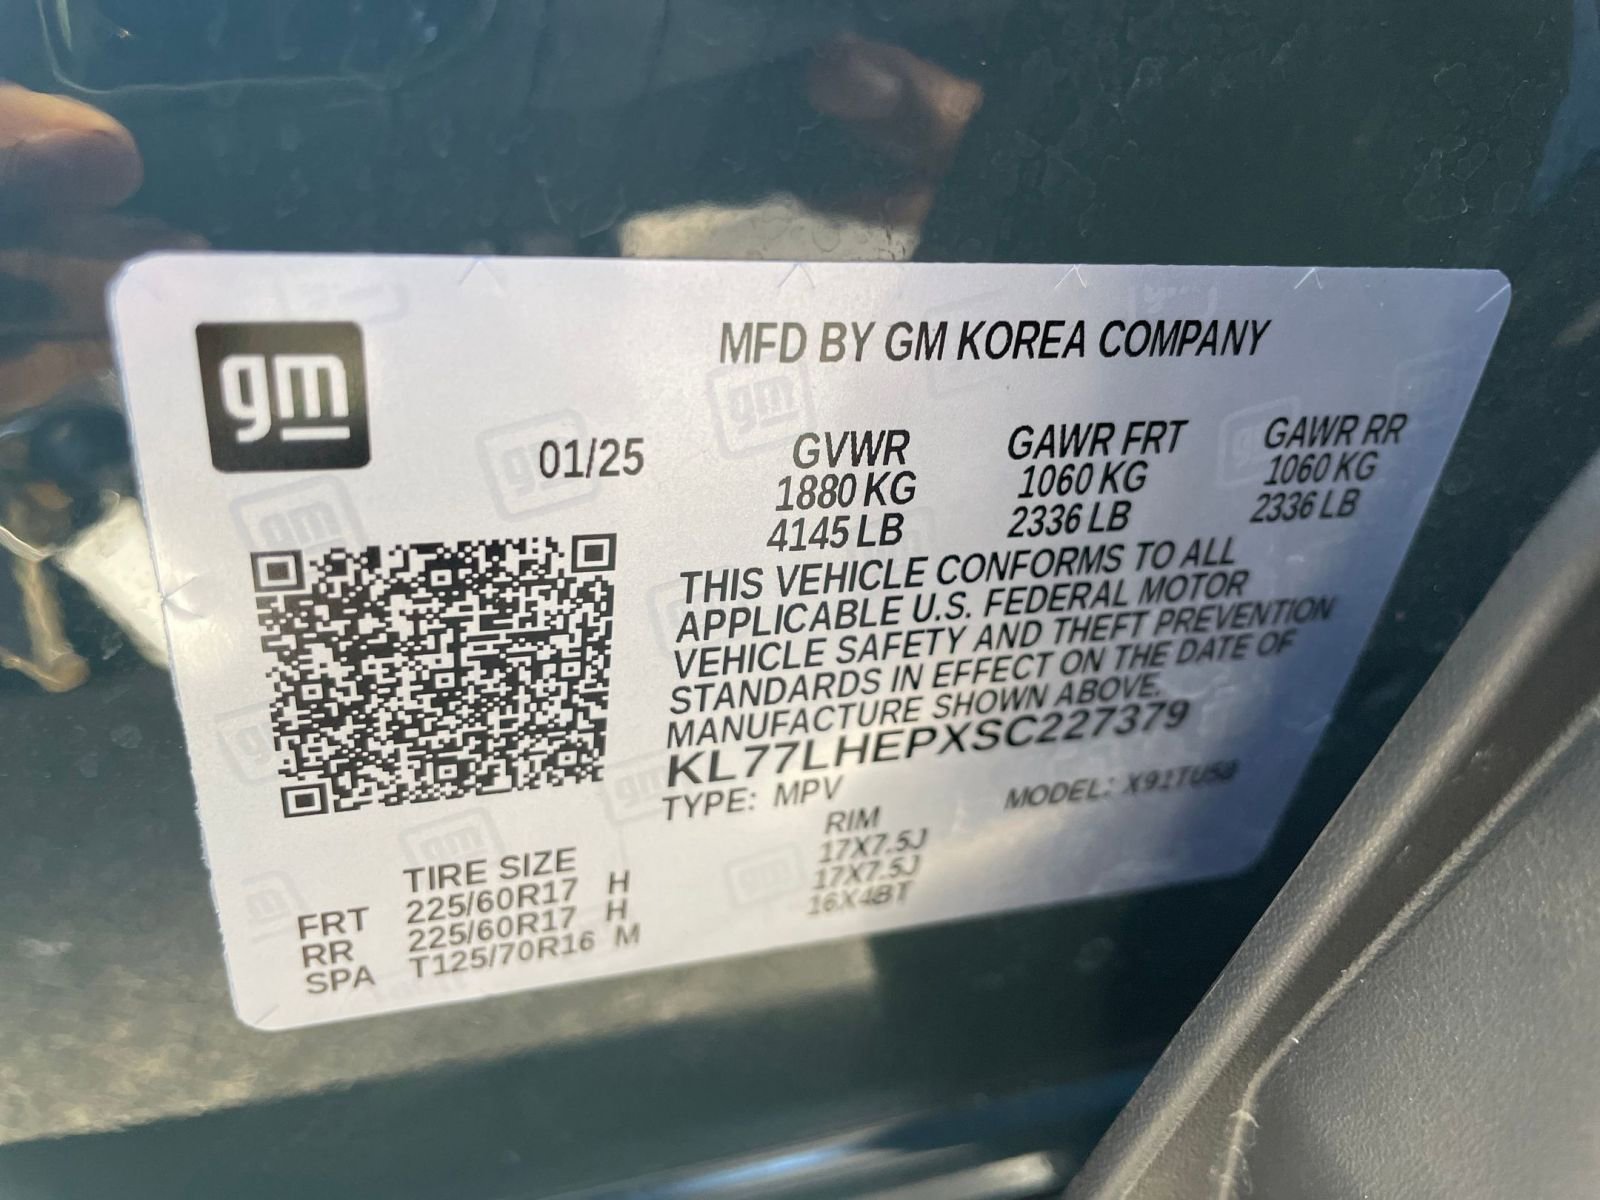 gm
MFD BY GM KOREA COMPANY
01/25
GVWR GAWR FRT GAWR RR
1880 KG 1060 KG 1060 KG
4145 LB 2336 LB 2336 LB
THIS VEHICLE CONFORMS TO ALL
APPLICABLE U.S. FEDERAL MOTOR
VEHICLE SAFETY AND THEFT PREVENTION
STANDARDS IN EFFECT ON THE DATE OF
MANUFACTURE SHOWN ABOVE.
KL77LHEPXSC227379
TYPE: MPV MODEL:
TIRE SIZE RIM
FRT 225/60R17 H 17X7.5J
RR 225/60R17 H 17X7.5J
SPA T125/70R16 M 16X4BT